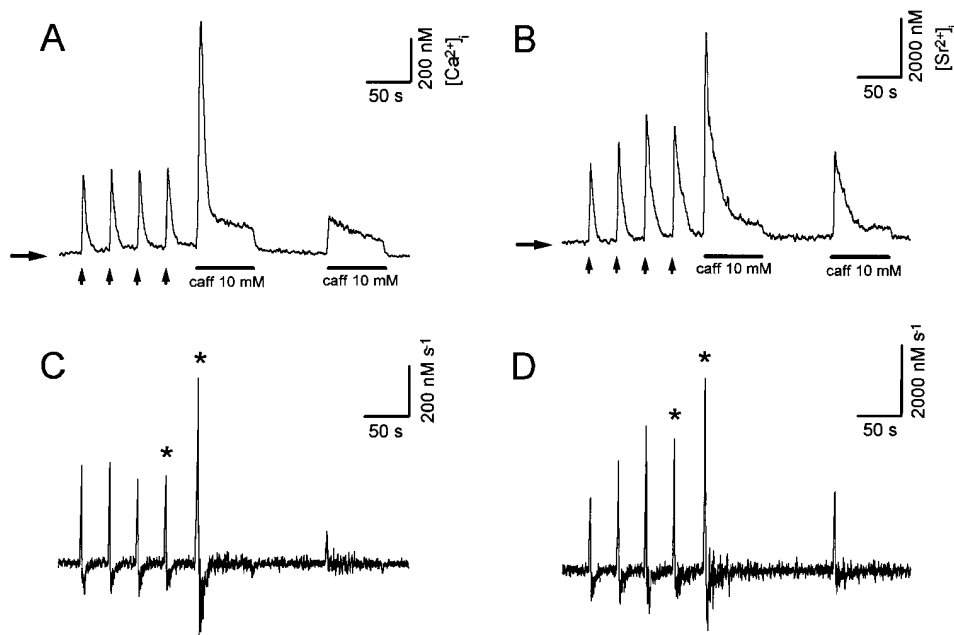 A
200 nM
[Ca²⁺]ᵢ
50 s
caff 10 mM
caff 10 mM
B
2000 nM
[Sr²⁺]ᵢ
50 s
caff 10 mM
caff 10 mM
C
200 nM s⁻¹
50 s
*
*
D
2000 nM s⁻¹
50 s
*
*